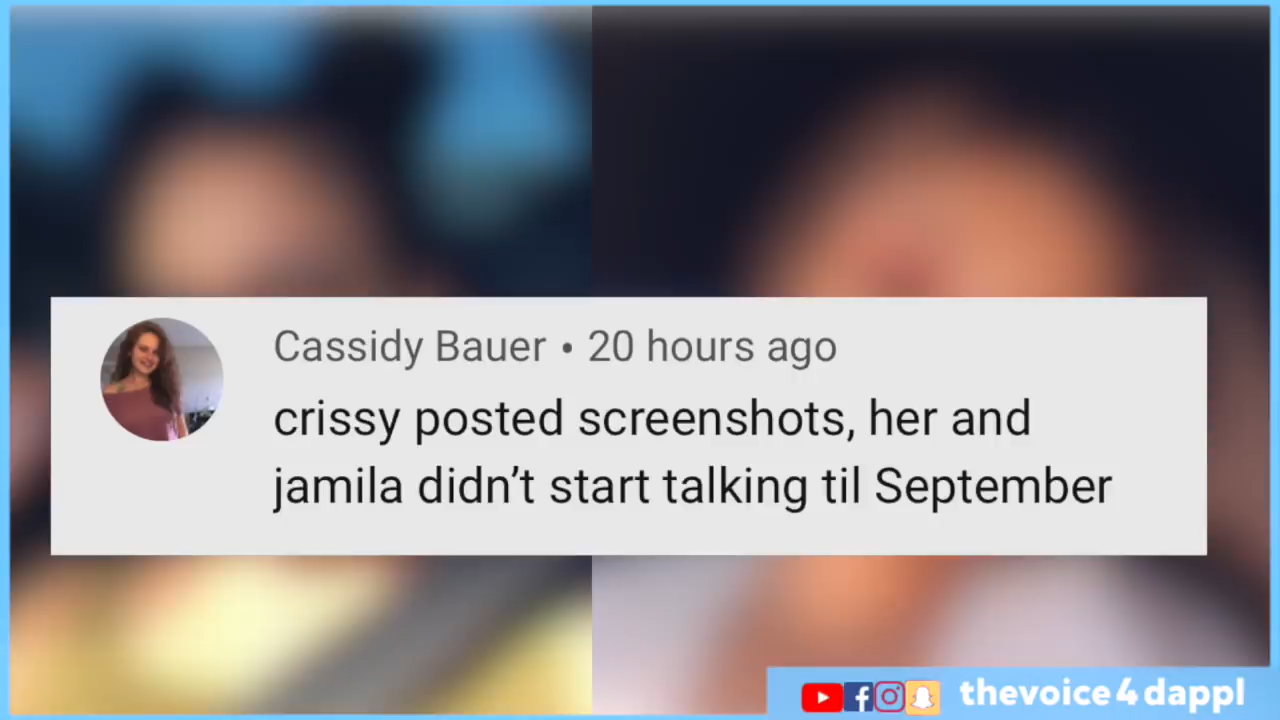 Cassidy Bauer • 20 hours ago
crissy posted screenshots, her and
jamila didn’t start talking til September
thevoice4dappl